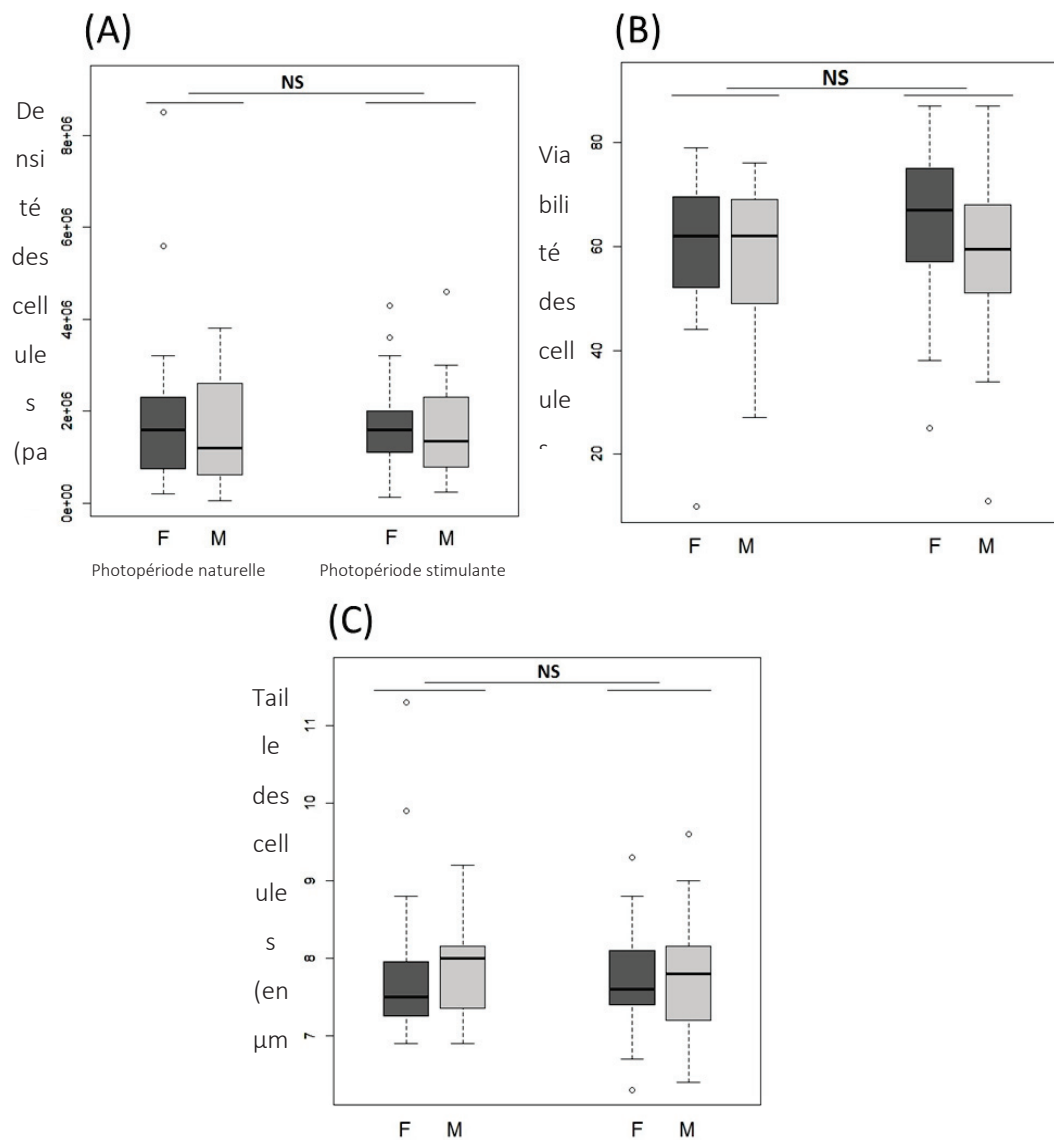 (A)
NS
De
nsi
té
des
cell
ule
s
(pa
8e+06
6e+06
4e+06
2e+06
0e+00
F M F M
Photopériode naturelle Photopériode stimulante
(B)
NS
Via
bili
té
des
cell
ule
80
60
40
20
F M F M
(C)
NS
Tail
le
des
cell
ule
s
(en
µm
11
10
9
8
7
F M F M